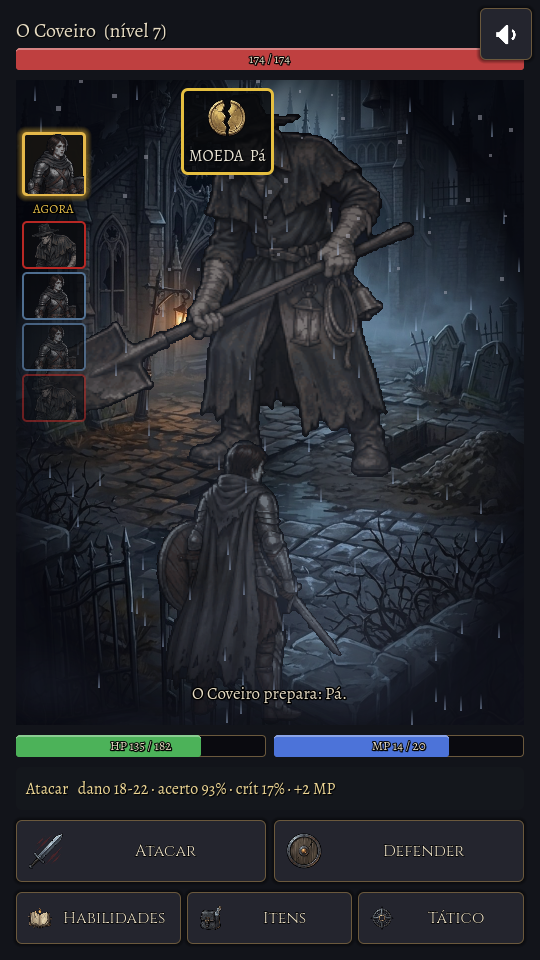 O Coveiro (nível 7)
174 / 174
MOEDA Pá
AGORA
O Coveiro prepara: Pá.
HP 135 / 182
MP 14 / 20
Atacar dano 18-22 · acerto 93% · crít 17% · +2 MP
ATACAR
DEFENDER
HABILIDADES
ITENS
TÁTICO